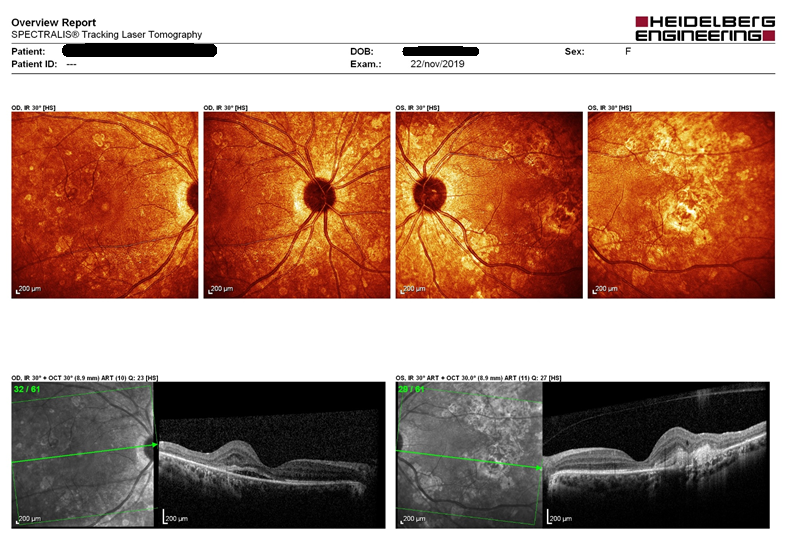 Overview Report
SPECTRALIS® Tracking Laser Tomography
HEIDELBERG
ENGINEERING
Patient: DOB: Sex: F
Patient ID: --- Exam.: 22/nov/2019
OD, IR 30° [HS] OD, IR 30° [HS] OS, IR 30° [HS] OS, IR 30° [HS]
200 µm 200 µm 200 µm 200 µm
OD, IR 30° + OCT 30° (8.9 mm) ART (10) Q: 23 [HS] OS, IR 30° ART + OCT 30.0° (8.9 mm) ART (11) Q: 27 [HS]
32 / 61
200 µm 200 µm 200 µm 200 µm